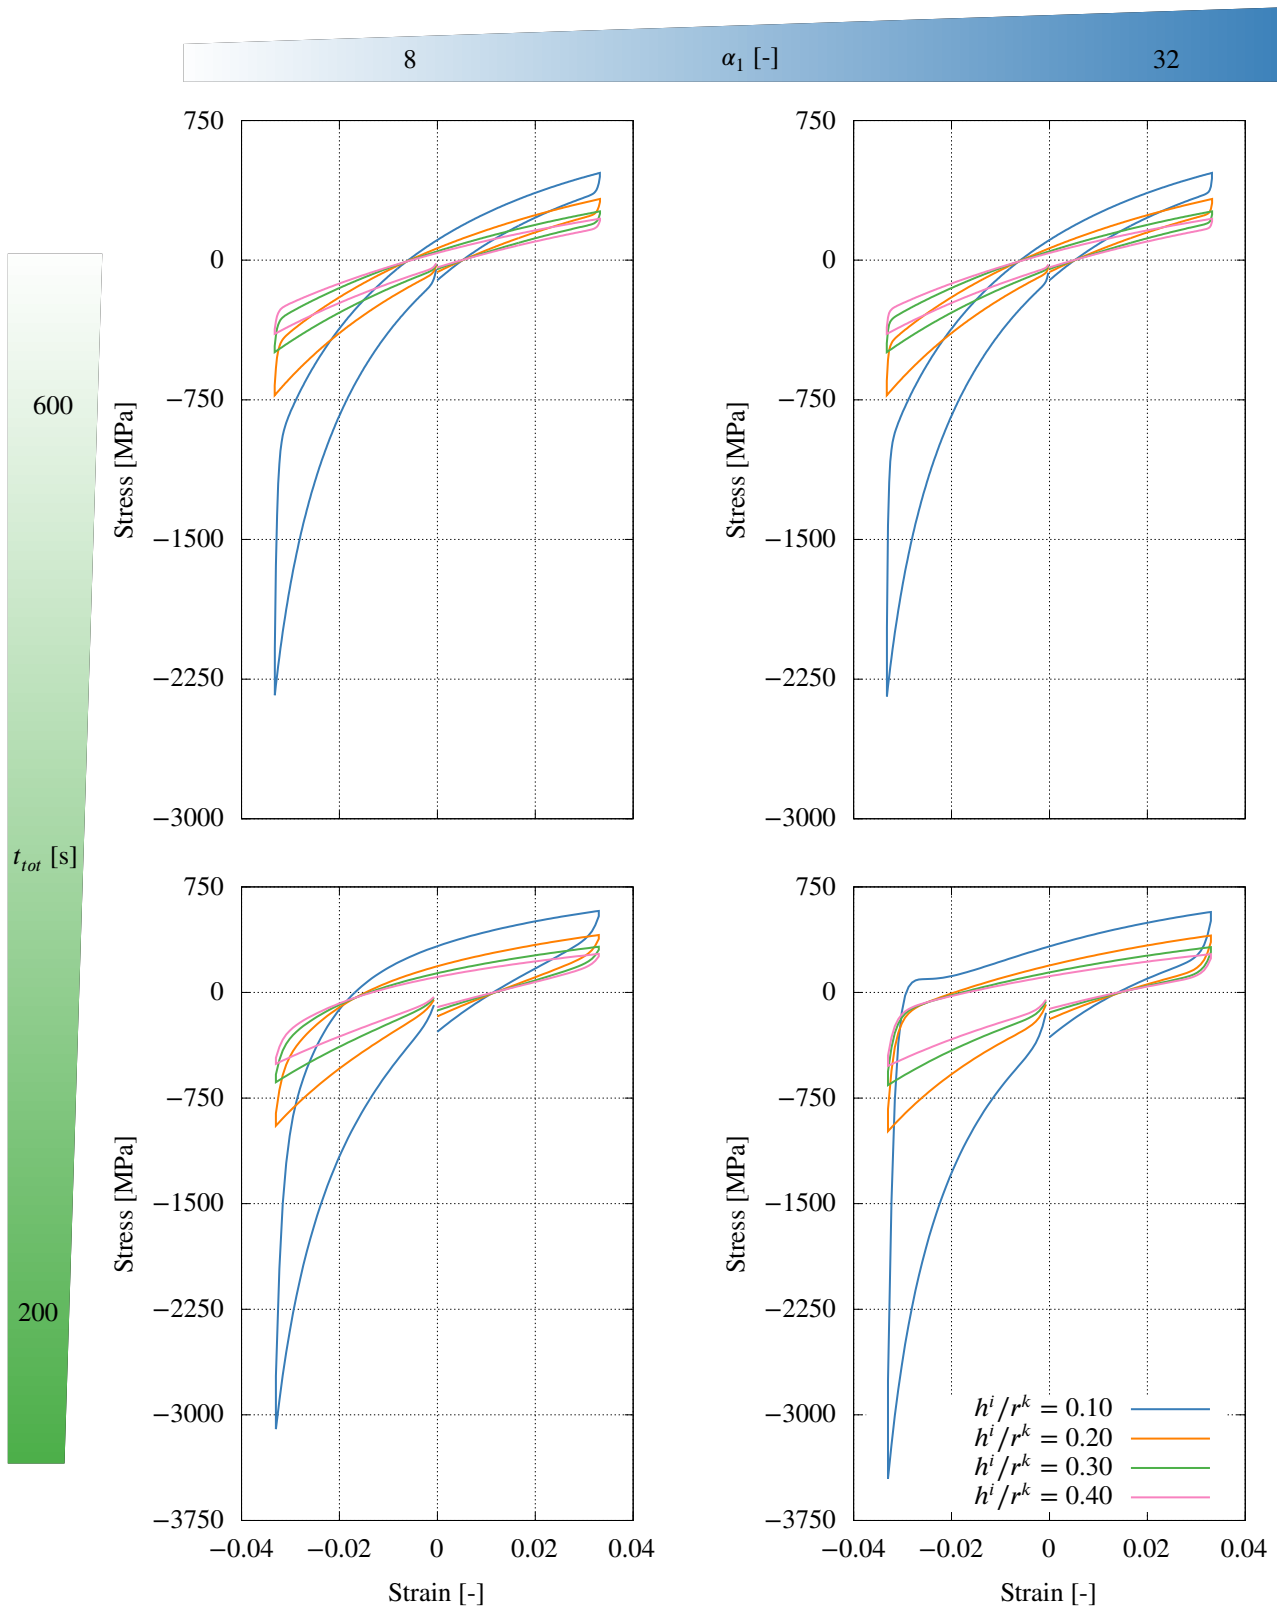 8 α₁ [-] 32
750
0
−750
−1500
−2250
−3000
Stress [MPa]
750
0
−750
−1500
−2250
−3000
Stress [MPa]
600
t_tot [s]
200
750
0
−750
−1500
−2250
−3000
−3750
Stress [MPa]
−0.04 −0.02 0 0.02 0.04
Strain [-]
750
0
−750
−1500
−2250
−3000
−3750
Stress [MPa]
hⁱ/rᵏ = 0.10
hⁱ/rᵏ = 0.20
hⁱ/rᵏ = 0.30
hⁱ/rᵏ = 0.40
−0.04 −0.02 0 0.02 0.04
Strain [-]